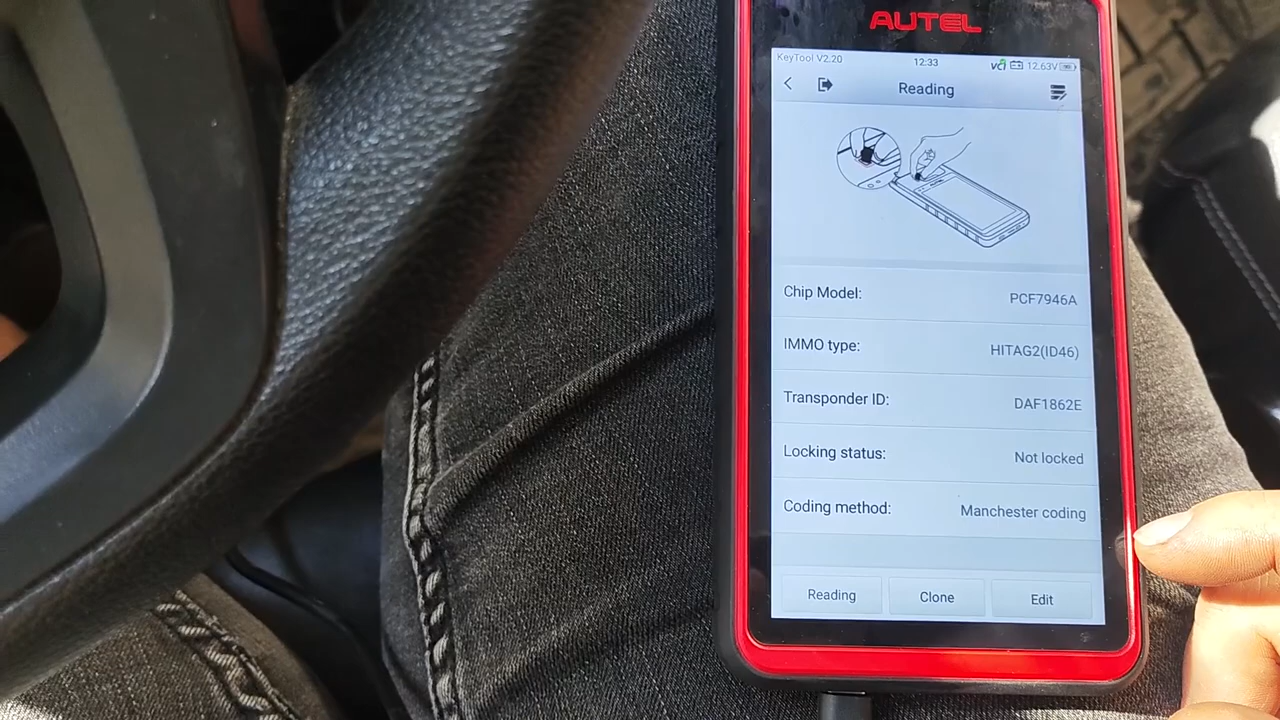 AUTEL
KeyTool V2.20 12:33 VCI 12.63V
Reading
Chip Model: PCF7946A
IMMO type: HITAG2(ID46)
Transponder ID: DAF1862E
Locking status: Not locked
Coding method: Manchester coding
Reading Clone Edit